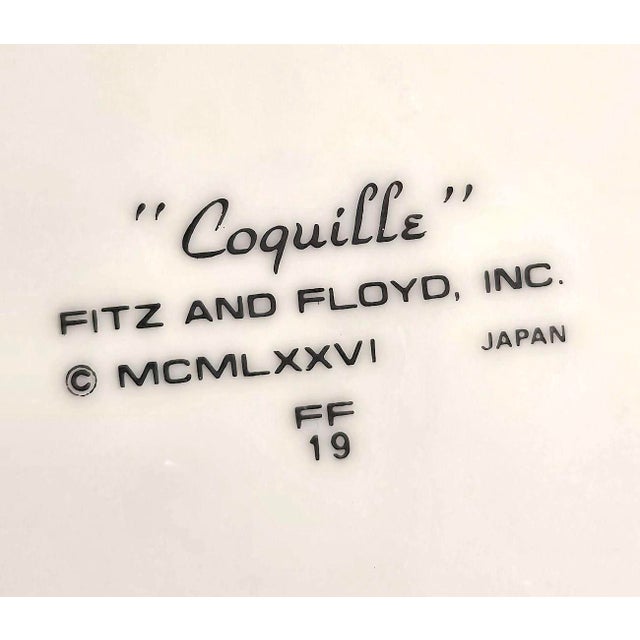 "Coquille"
FITZ AND FLOYD, INC.
© MCMLXXVI JAPAN
FF
19